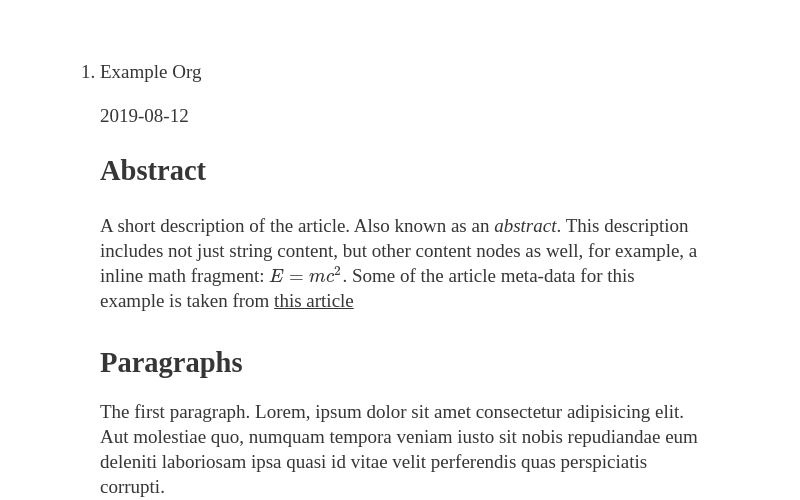 1. Example Org
2019-08-12
Abstract
A short description of the article. Also known as an abstract. This description
includes not just string content, but other content nodes as well, for example, a
inline math fragment: E = mc². Some of the article meta-data for this
example is taken from this article
Paragraphs
The first paragraph. Lorem, ipsum dolor sit amet consectetur adipisicing elit.
Aut molestiae quo, numquam tempora veniam iusto sit nobis repudiandae eum
deleniti laboriosam ipsa quasi id vitae velit perferendis quas perspiciatis
corrupti.